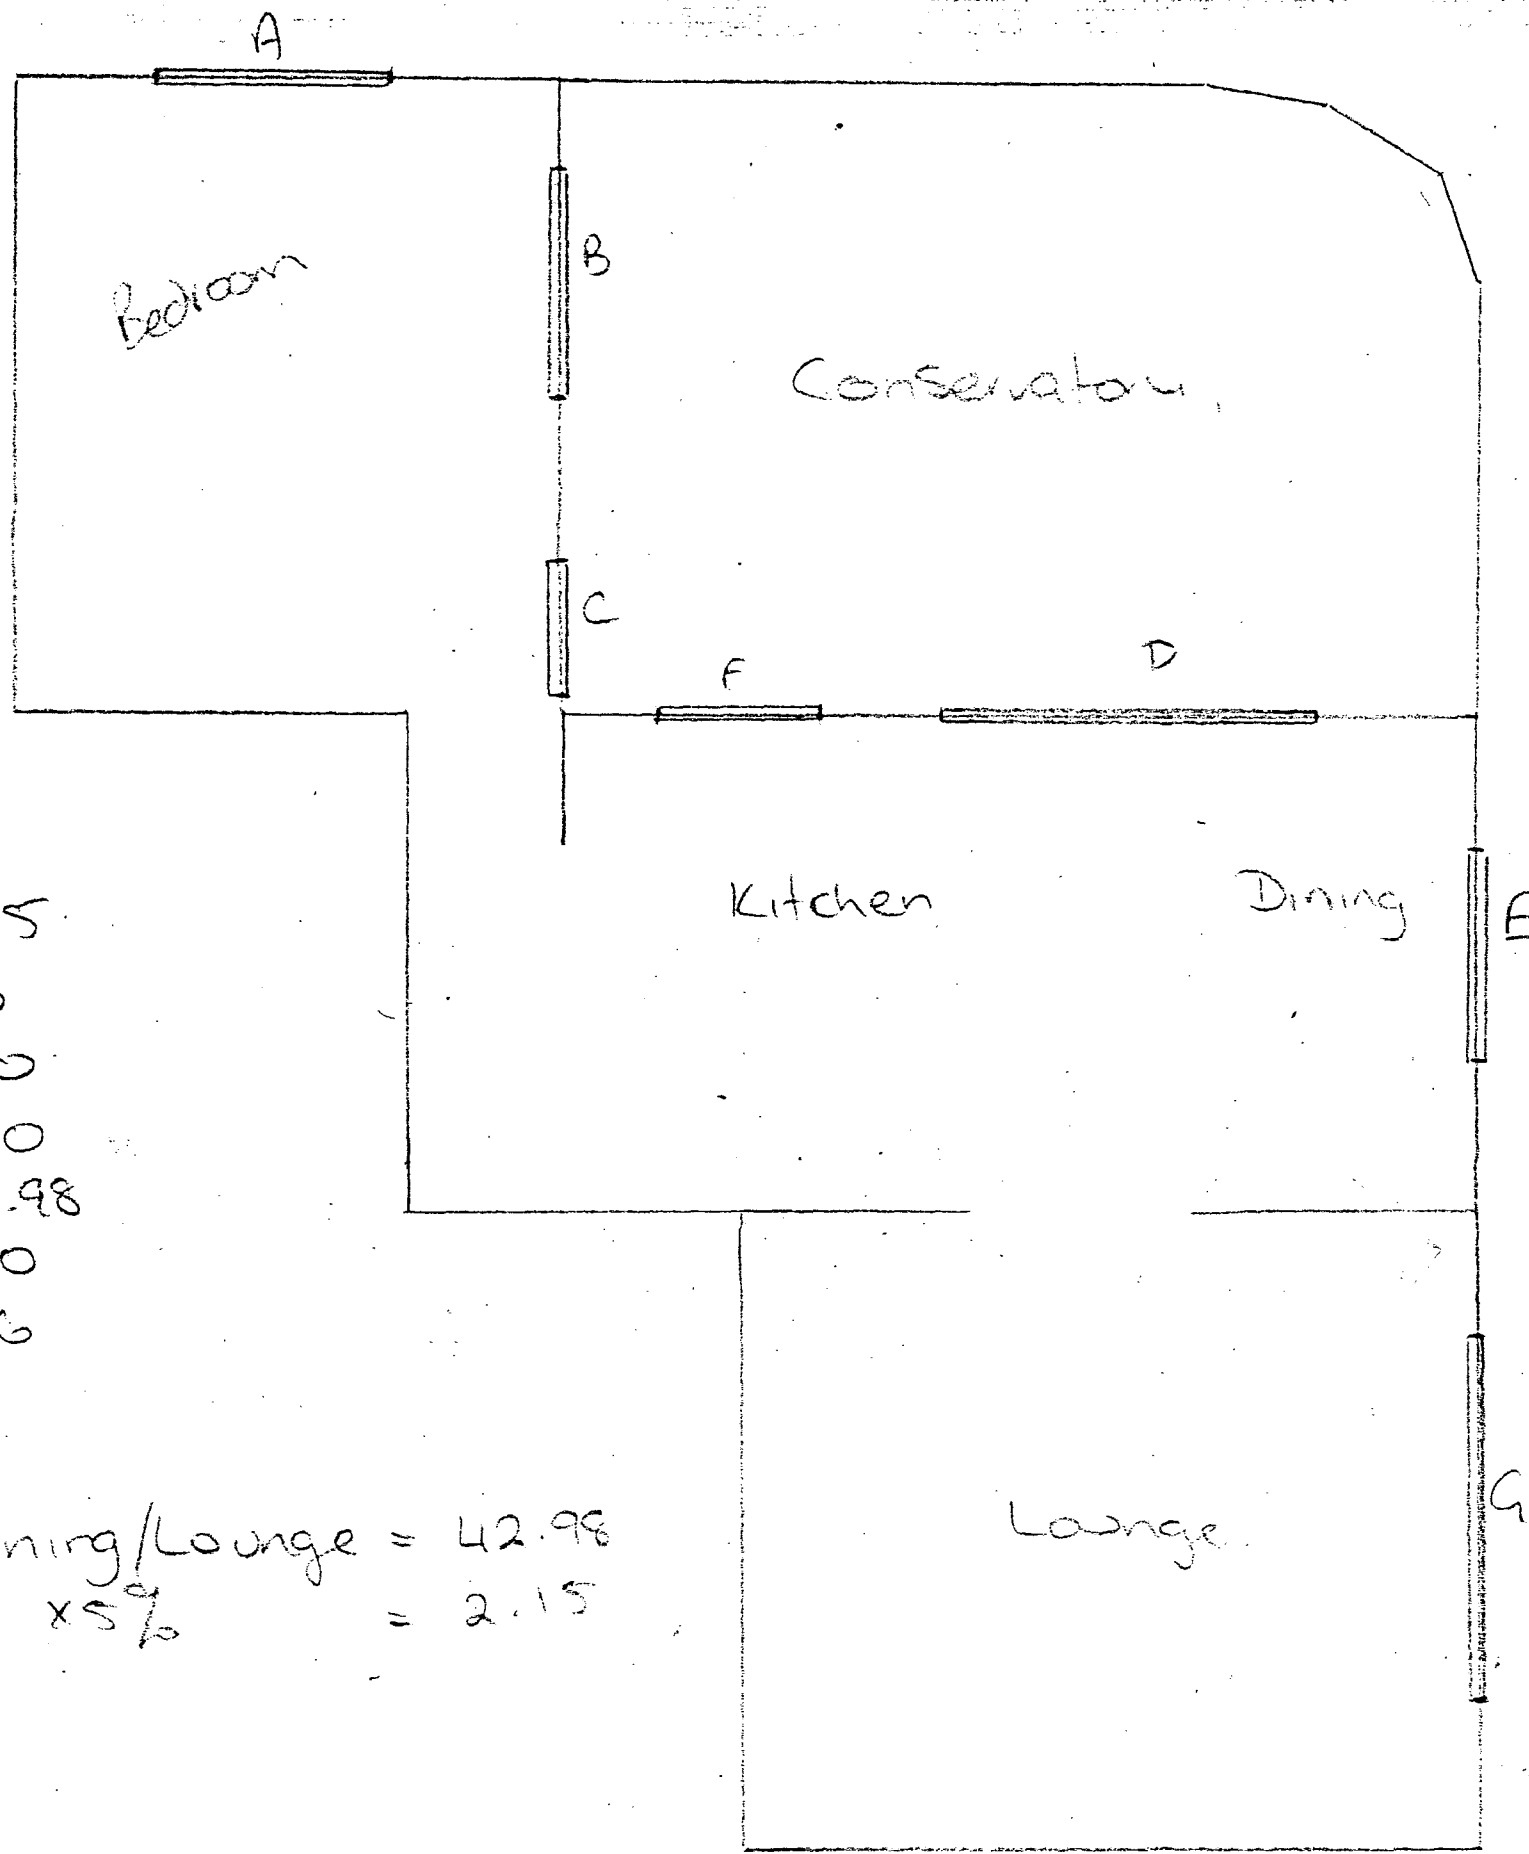 A
B
Bedroom
Conservatory
C
F
D
Kitchen
Dining
E
5
0
0
.98
0
6
ning/Lounge = 42.98
x5% = 2.15
Lounge
G